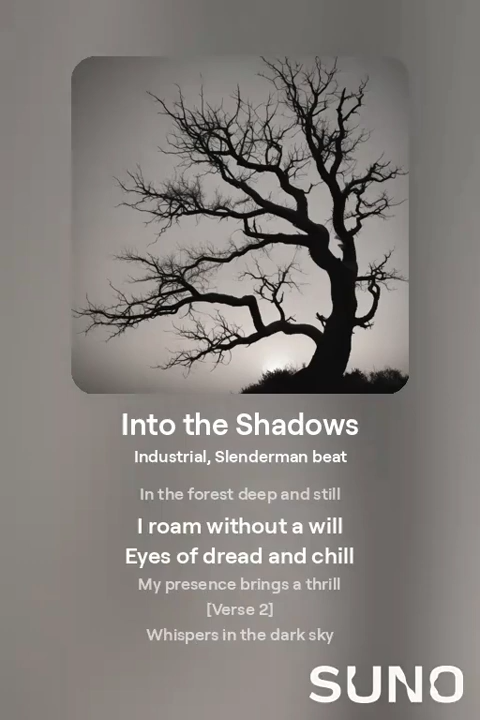 Into the Shadows
Industrial, Slenderman beat
In the forest deep and still
I roam without a will
Eyes of dread and chill
My presence brings a thrill
[Verse 2]
Whispers in the dark sky
SUNO